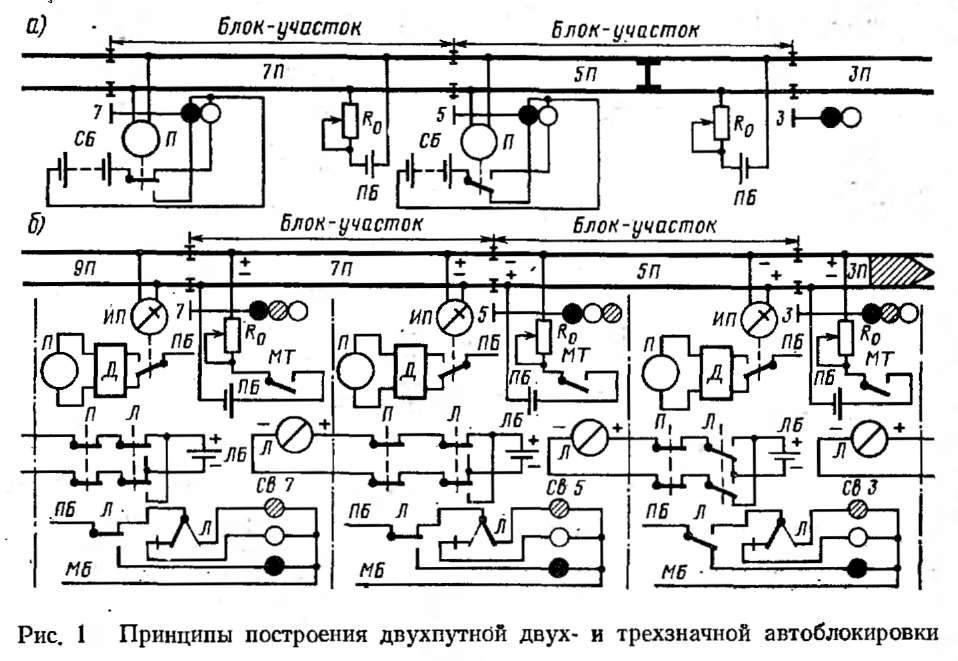 а)
Блок-участок Блок-участок
7П 5П 3П
7 R₀ 5 R₀ 3
СБ П ПБ СБ П ПБ
б)
Блок-участок Блок-участок
9П + − 7П + − − + 5П − + + − 3П
ИП 7 ИП 5 ИП 3
П Д ПБ R₀ МТ ПБ П Д ПБ R₀ МТ ПБ П Д ПБ R₀ МТ ПБ
П Л + − ЛБ − Л + П Л ЛБ + − − Л + П Л ЛБ + − − Л +
Св 7 Св 5 Св 3
ПБ Л Л ПБ Л Л ПБ Л Л
МБ МБ МБ
Рис. 1 Принципы построения двухпутной двух- и трехзначной автоблокировки